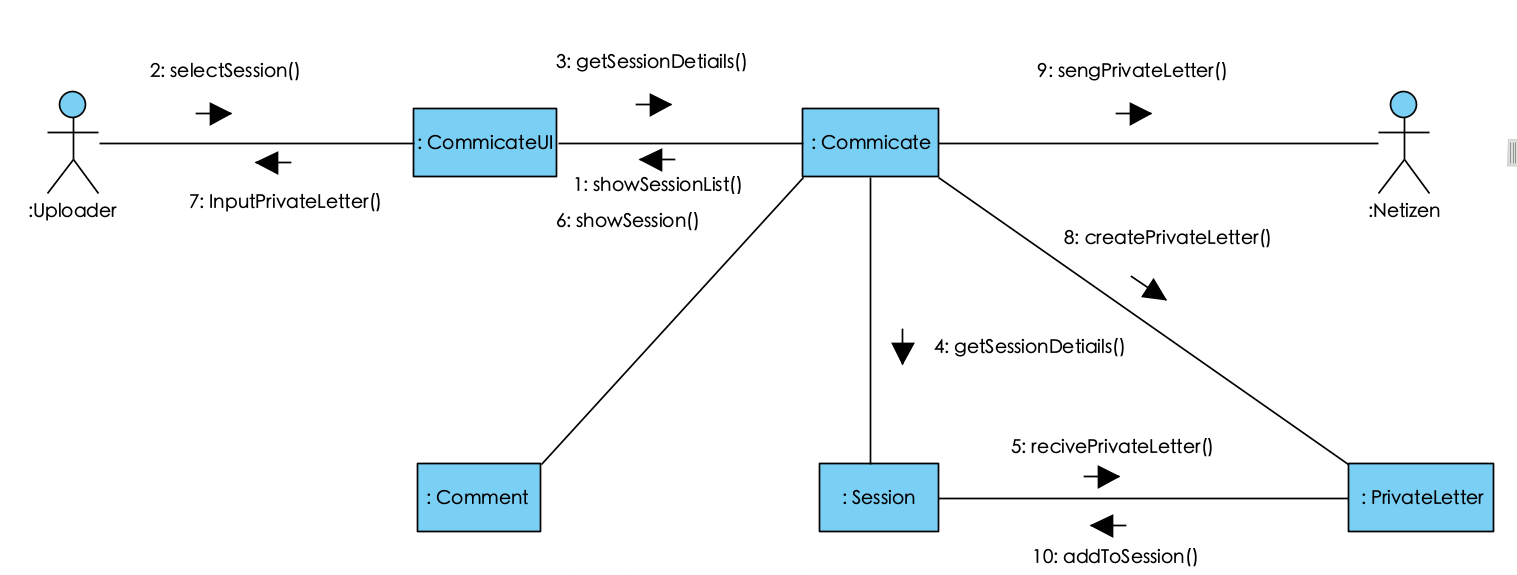 3: getSessionDetiails()
2: selectSession()
9: sengPrivateLetter()
: CommicateUI
: Commicate
1: showSessionList()
7: InputPrivateLetter()
:Uploader
:Netizen
6: showSession()
8: createPrivateLetter()
4: getSessionDetiails()
5: recivePrivateLetter()
: Comment
: Session
: PrivateLetter
10: addToSession()